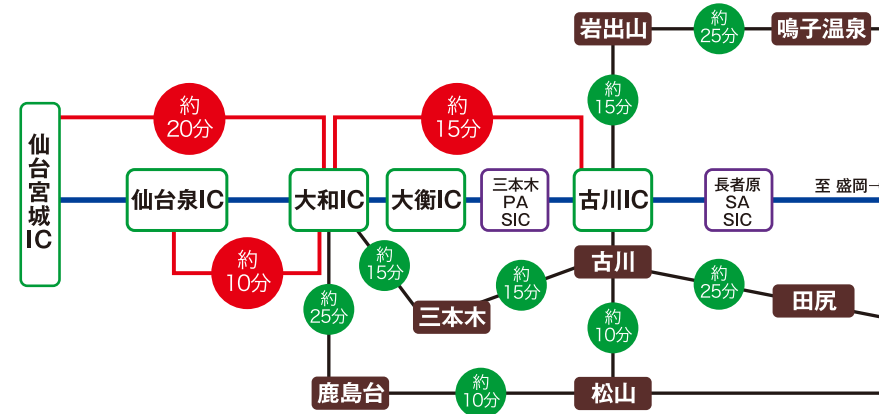 岩出山
約
25分
鳴子温泉
約
15分
約
20分
約
15分
仙台宮城IC
仙台泉IC
大和IC
大衡IC
三本木
PA
SIC
古川IC
長者原
SA
SIC
至 盛岡
約
10分
約
15分
約
25分
三本木
約
15分
古川
約
10分
約
25分
田尻
鹿島台
約
10分
松山